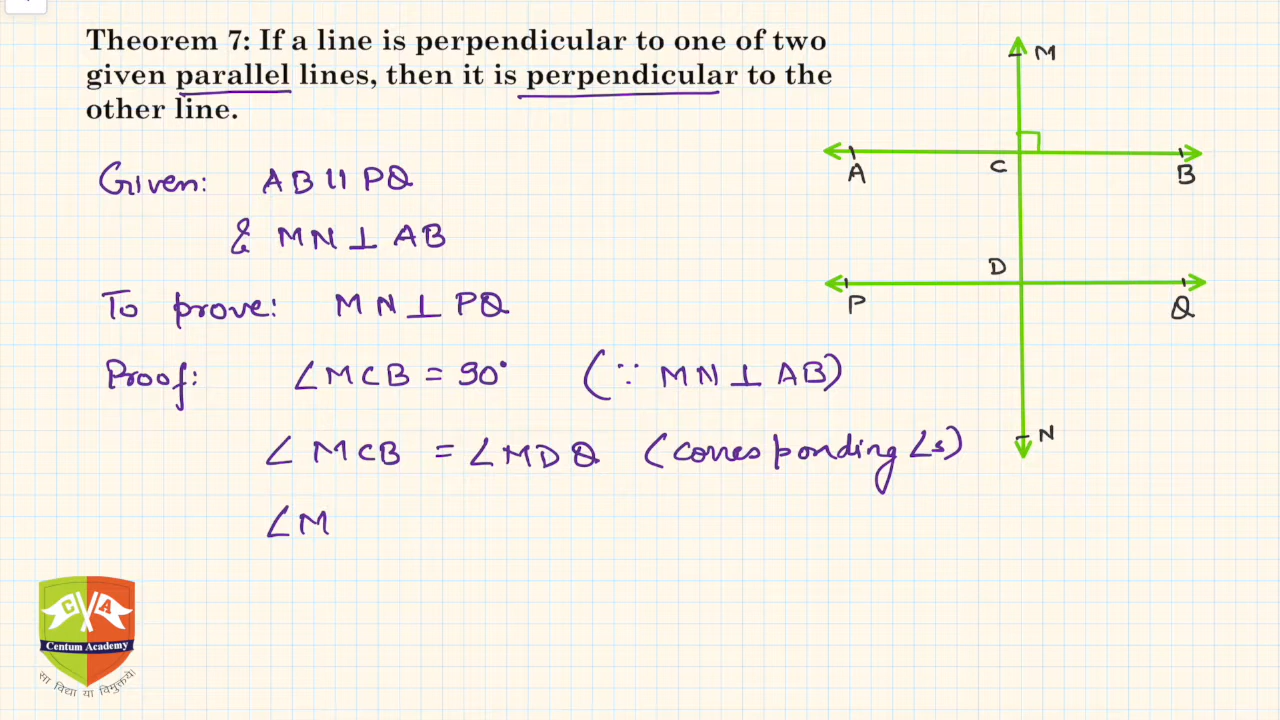 Theorem 7: If a line is perpendicular to one of two
given parallel lines, then it is perpendicular to the
other line.
Given: AB || PQ
& MN ⊥ AB
To prove: MN ⊥ PQ
Proof: ∠MCB = 90° (∵ MN ⊥ AB)
∠MCB = ∠MDQ (corresponding ∠s)
∠M
M
A
C
B
D
P
Q
N
C A
Centum Academy
सा विद्या या विमुक्तये।